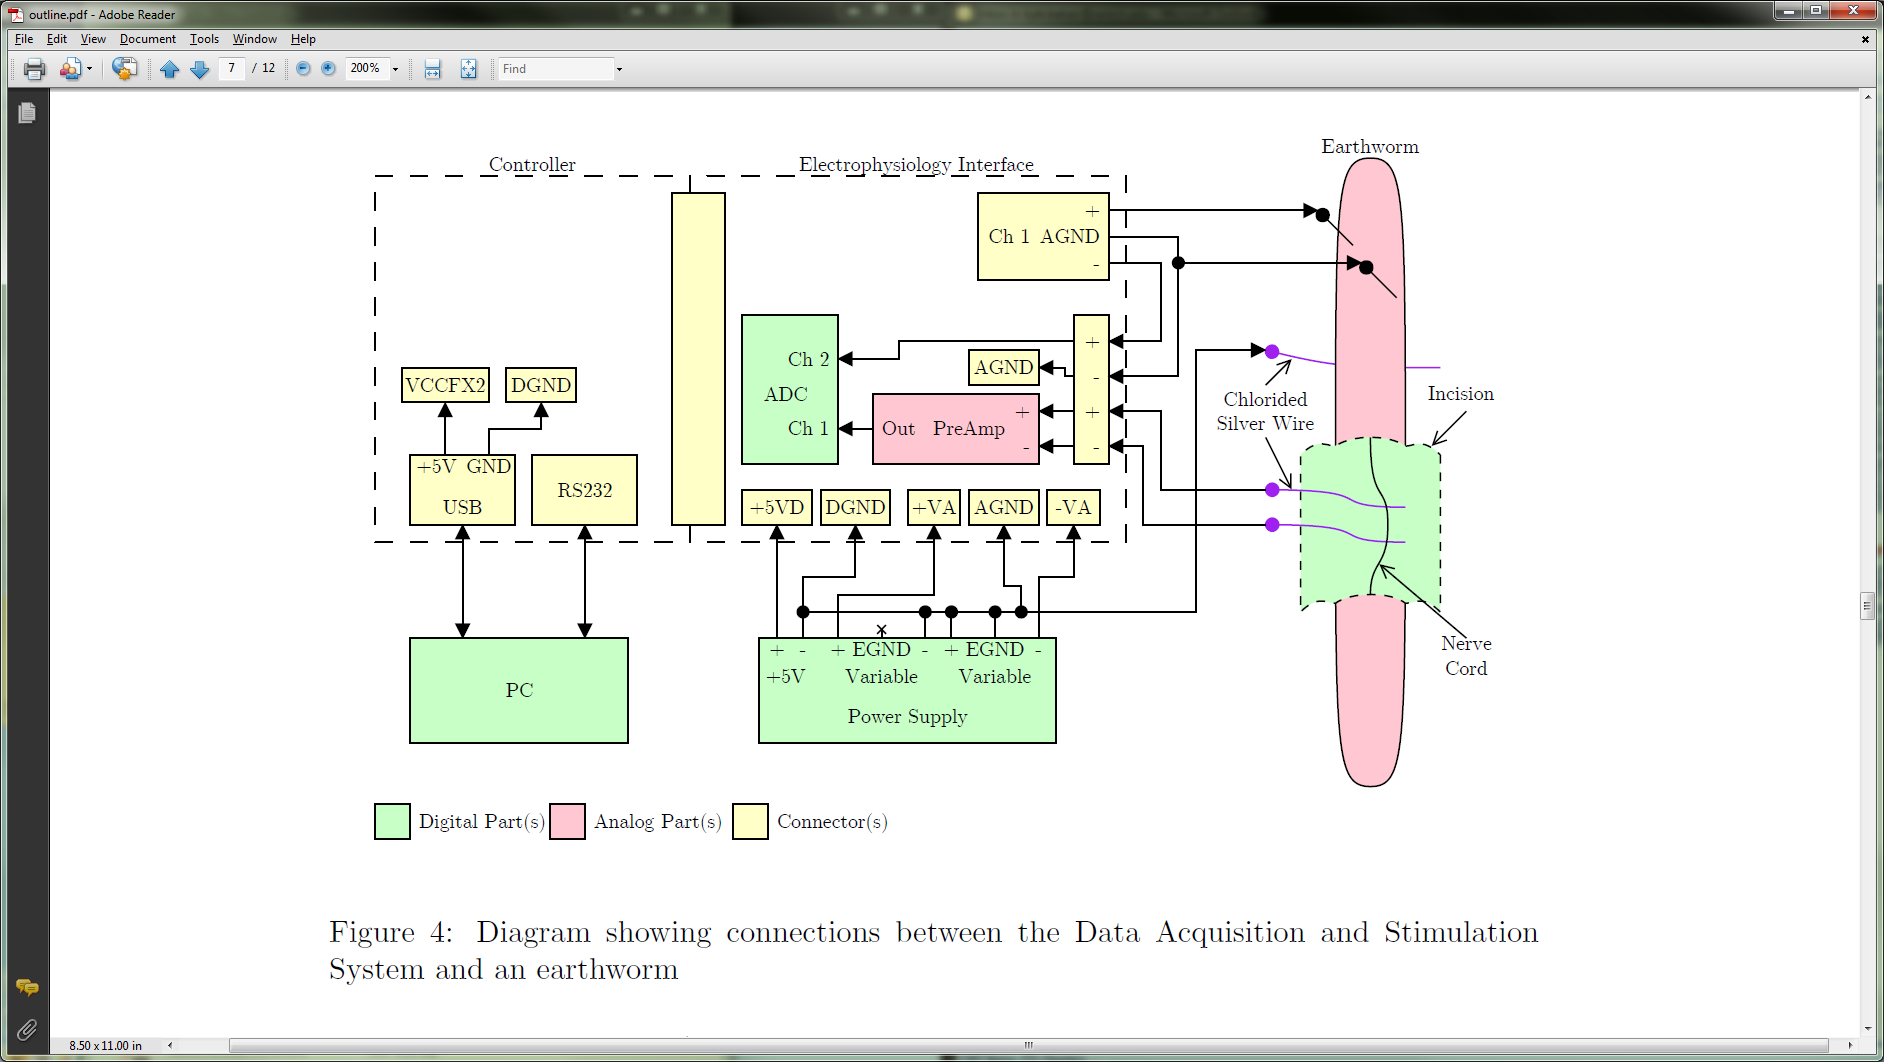 outline.pdf - Adobe Reader
File Edit View Document Tools Window Help
7 / 12 200% Find
Earthworm
Controller
Electrophysiology Interface
+
Ch 1 AGND
-
Ch 2
ADC
Ch 1
AGND
+
-
+
-
Out PreAmp
+
-
VCCFX2
DGND
+5V GND
USB
RS232
+5VD
DGND
+VA
AGND
-VA
Chlorided
Silver Wire
Incision
Nerve
Cord
PC
+ - + EGND - + EGND -
+5V Variable Variable
Power Supply
Digital Part(s)
Analog Part(s)
Connector(s)
Figure 4: Diagram showing connections between the Data Acquisition and Stimulation
System and an earthworm
8.50 x 11.00 in